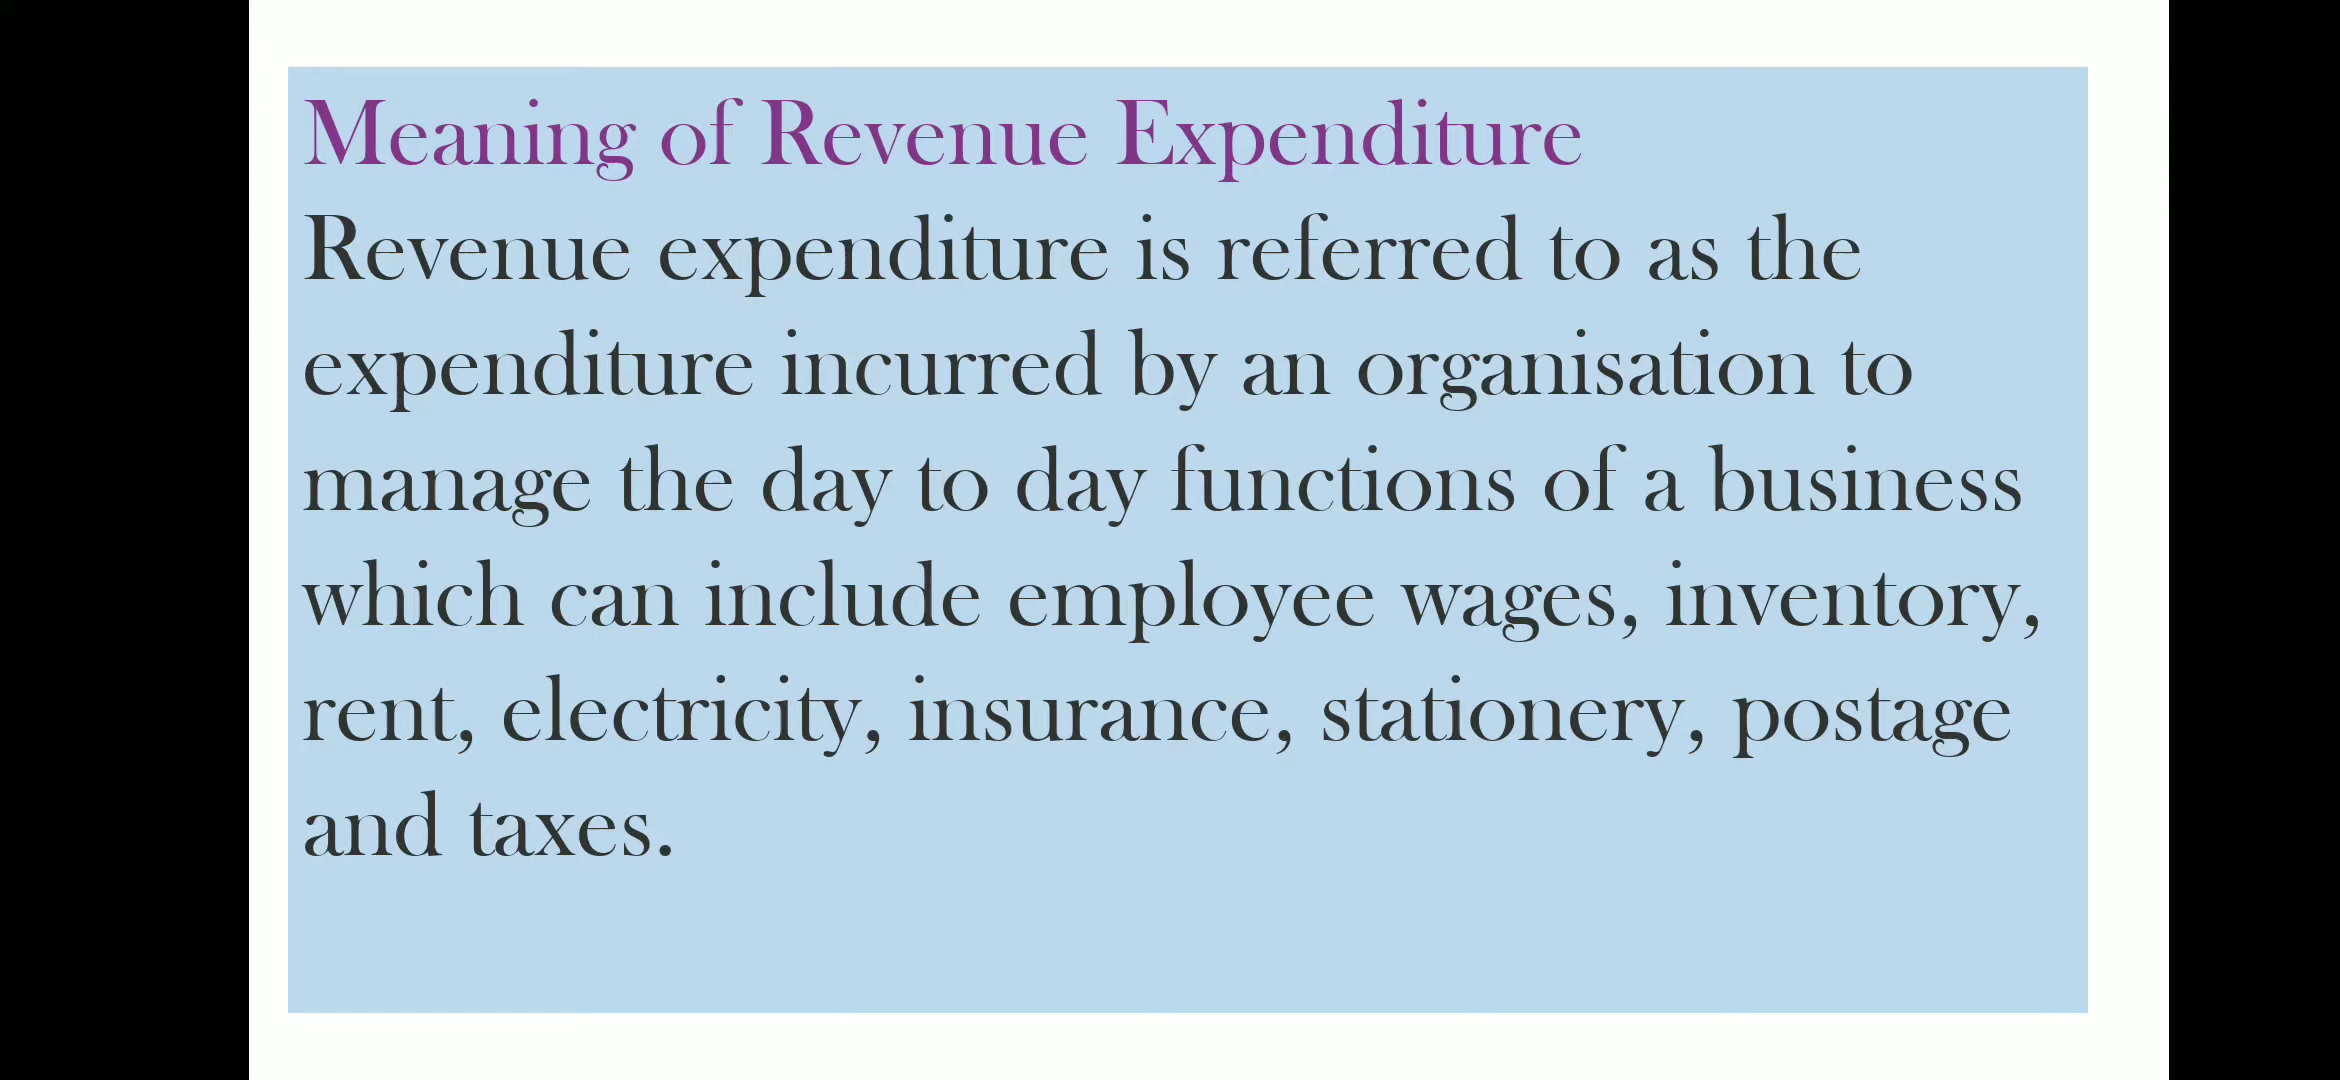 Meaning of Revenue Expenditure
Revenue expenditure is referred to as the
expenditure incurred by an organisation to
manage the day to day functions of a business
which can include employee wages, inventory,
rent, electricity, insurance, stationery, postage
and taxes.